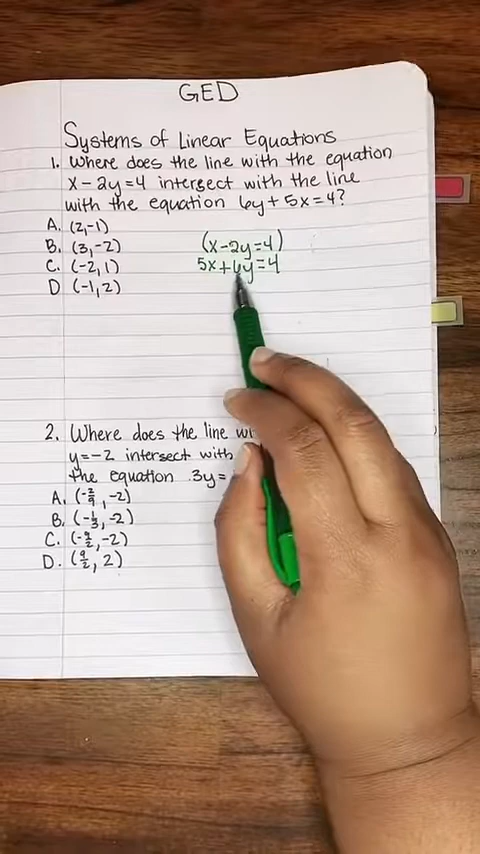 GED
Systems of Linear Equations
1. Where does the line with the equation
x - 2y = 4 intersect with the line
with the equation 6y + 5x = 4?
A. (2,-1)
B. (3,-2)
C. (-2, 1)
D (-1, 2)
(x - 2y = 4)
5x + 6y = 4
2. Where does the line
y = -2 intersect with
the equation 3y =
A. (-2/9, -2)
B. (-1/3, -2)
C. (-9/2, -2)
D. (9/2, 2)